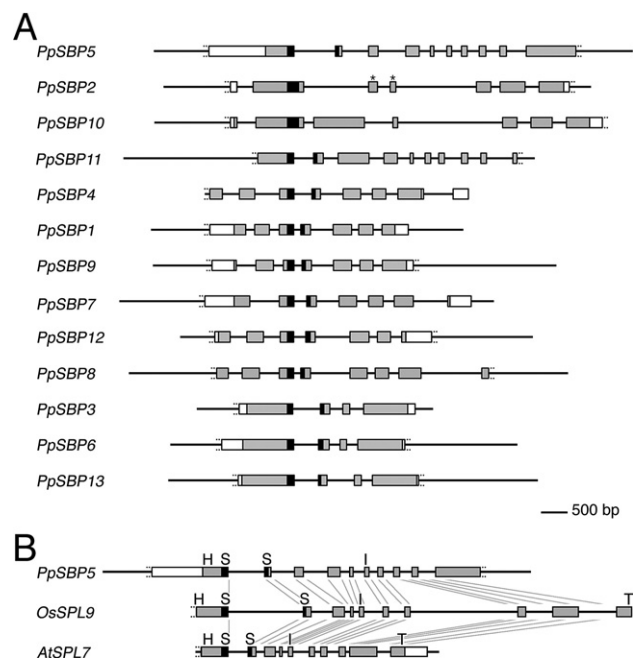 A
PpSBP5
PpSBP2
* *
PpSBP10
PpSBP11
PpSBP4
PpSBP1
PpSBP9
PpSBP7
PpSBP12
PpSBP8
PpSBP3
PpSBP6
PpSBP13
500 bp
B
H S S I
PpSBP5
H S S I T
OsSPL9
H S S I T
AtSPL7